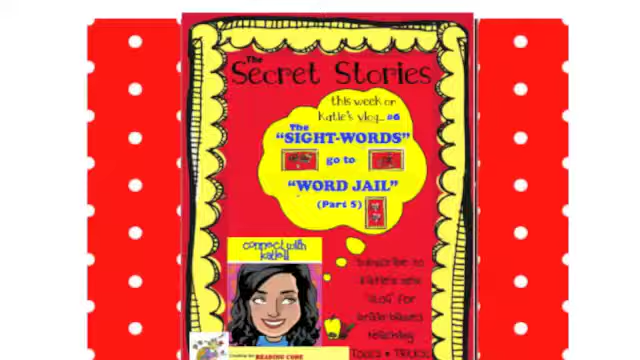 The
Secret Stories
this week on
katie's vlog... #6
The
"SIGHT-WORDS"
go to
"WORD JAIL"
(Part 5)
connect with
katie!!
subscribe to
katie's new
"vlog" for
brain-based
teaching
TOOLS • TRICKS
READING CODE